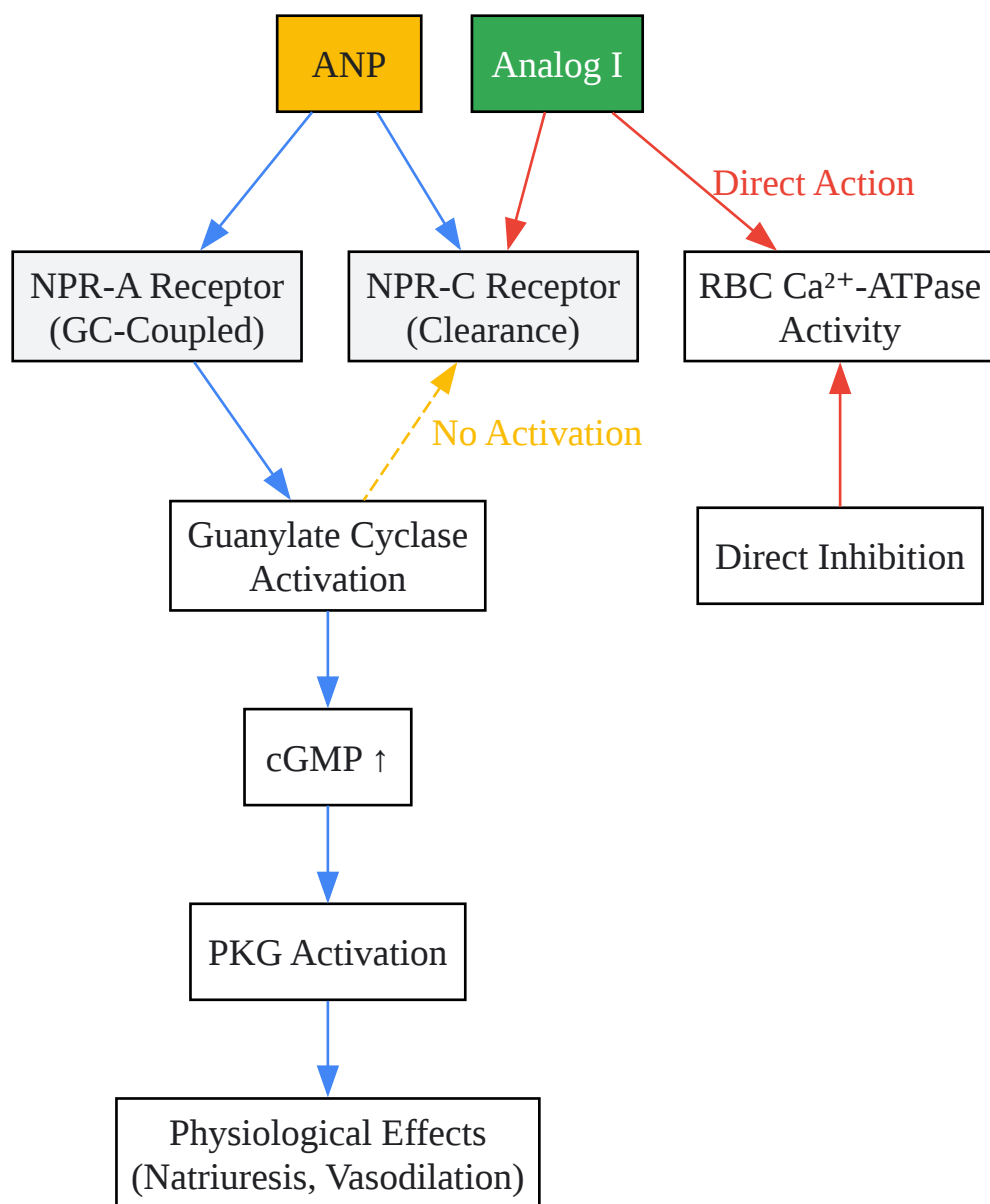 ANP
Analog I
Direct Action
NPR-A Receptor
(GC-Coupled)
NPR-C Receptor
(Clearance)
RBC Ca²⁺-ATPase
Activity
No Activation
Guanylate Cyclase
Activation
Direct Inhibition
cGMP ↑
PKG Activation
Physiological Effects
(Natriuresis, Vasodilation)